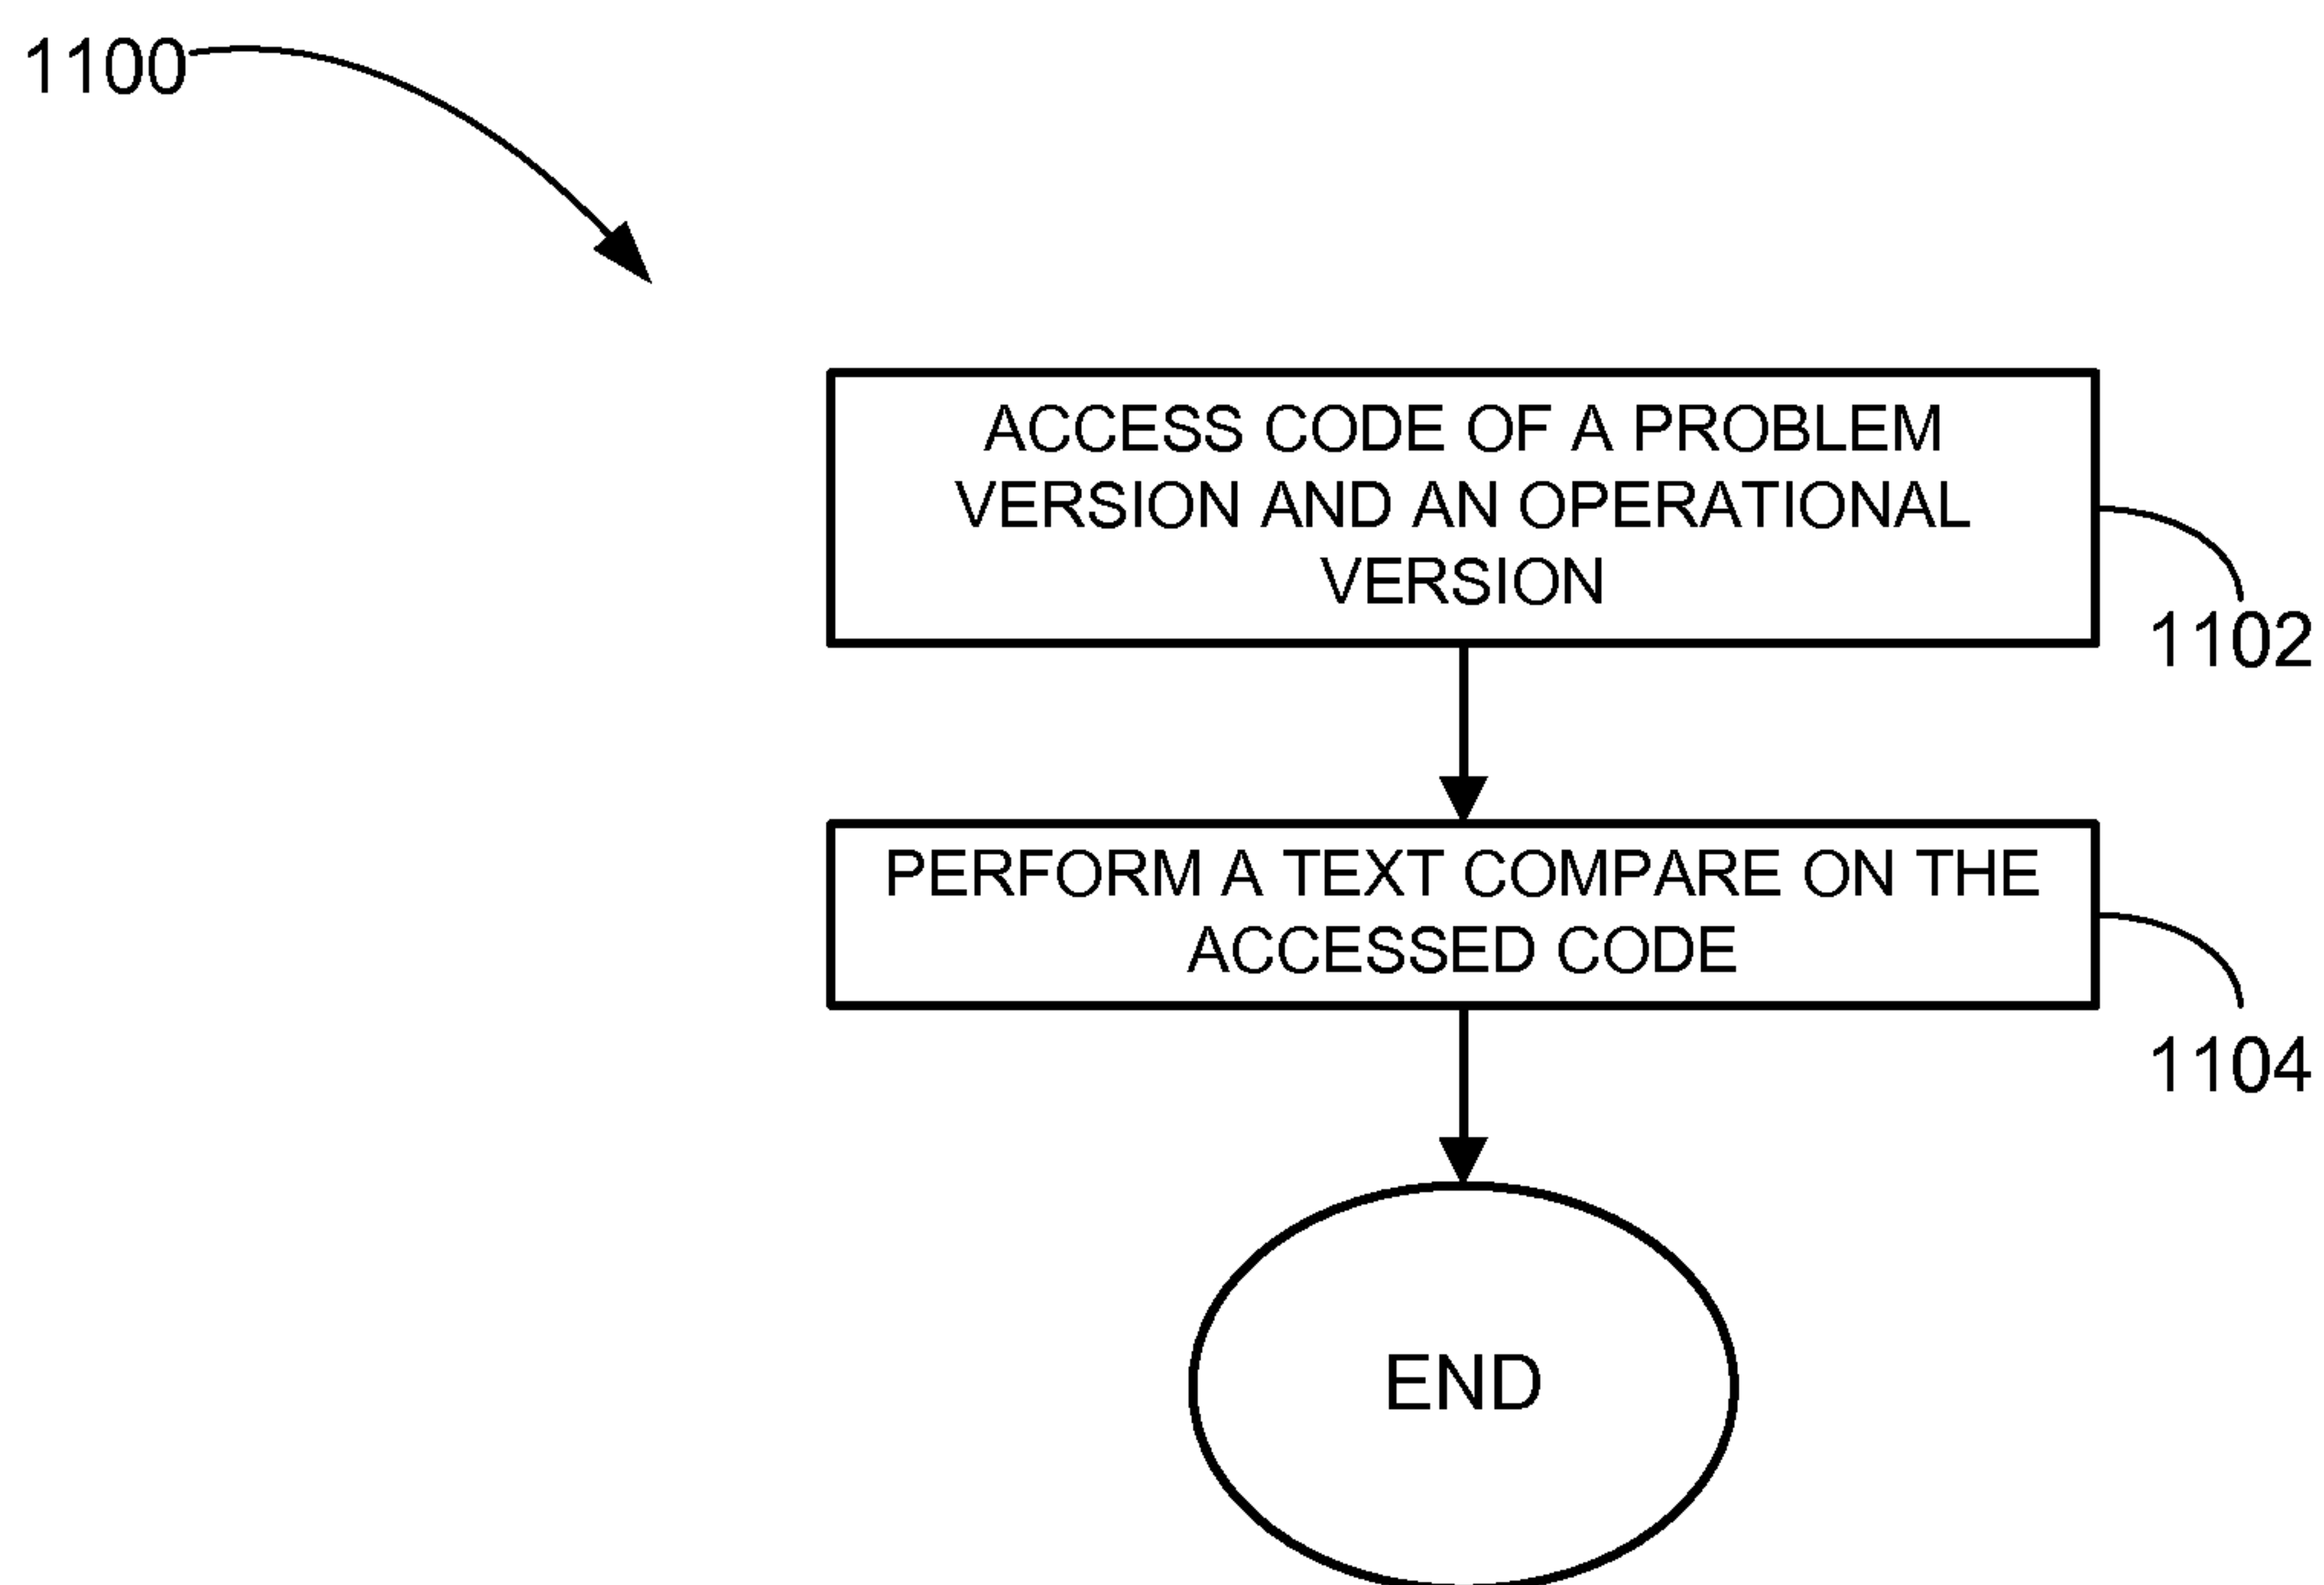 1100
ACCESS CODE OF A PROBLEM
VERSION AND AN OPERATIONAL
VERSION
1102
PERFORM A TEXT COMPARE ON THE
ACCESSED CODE
1104
END